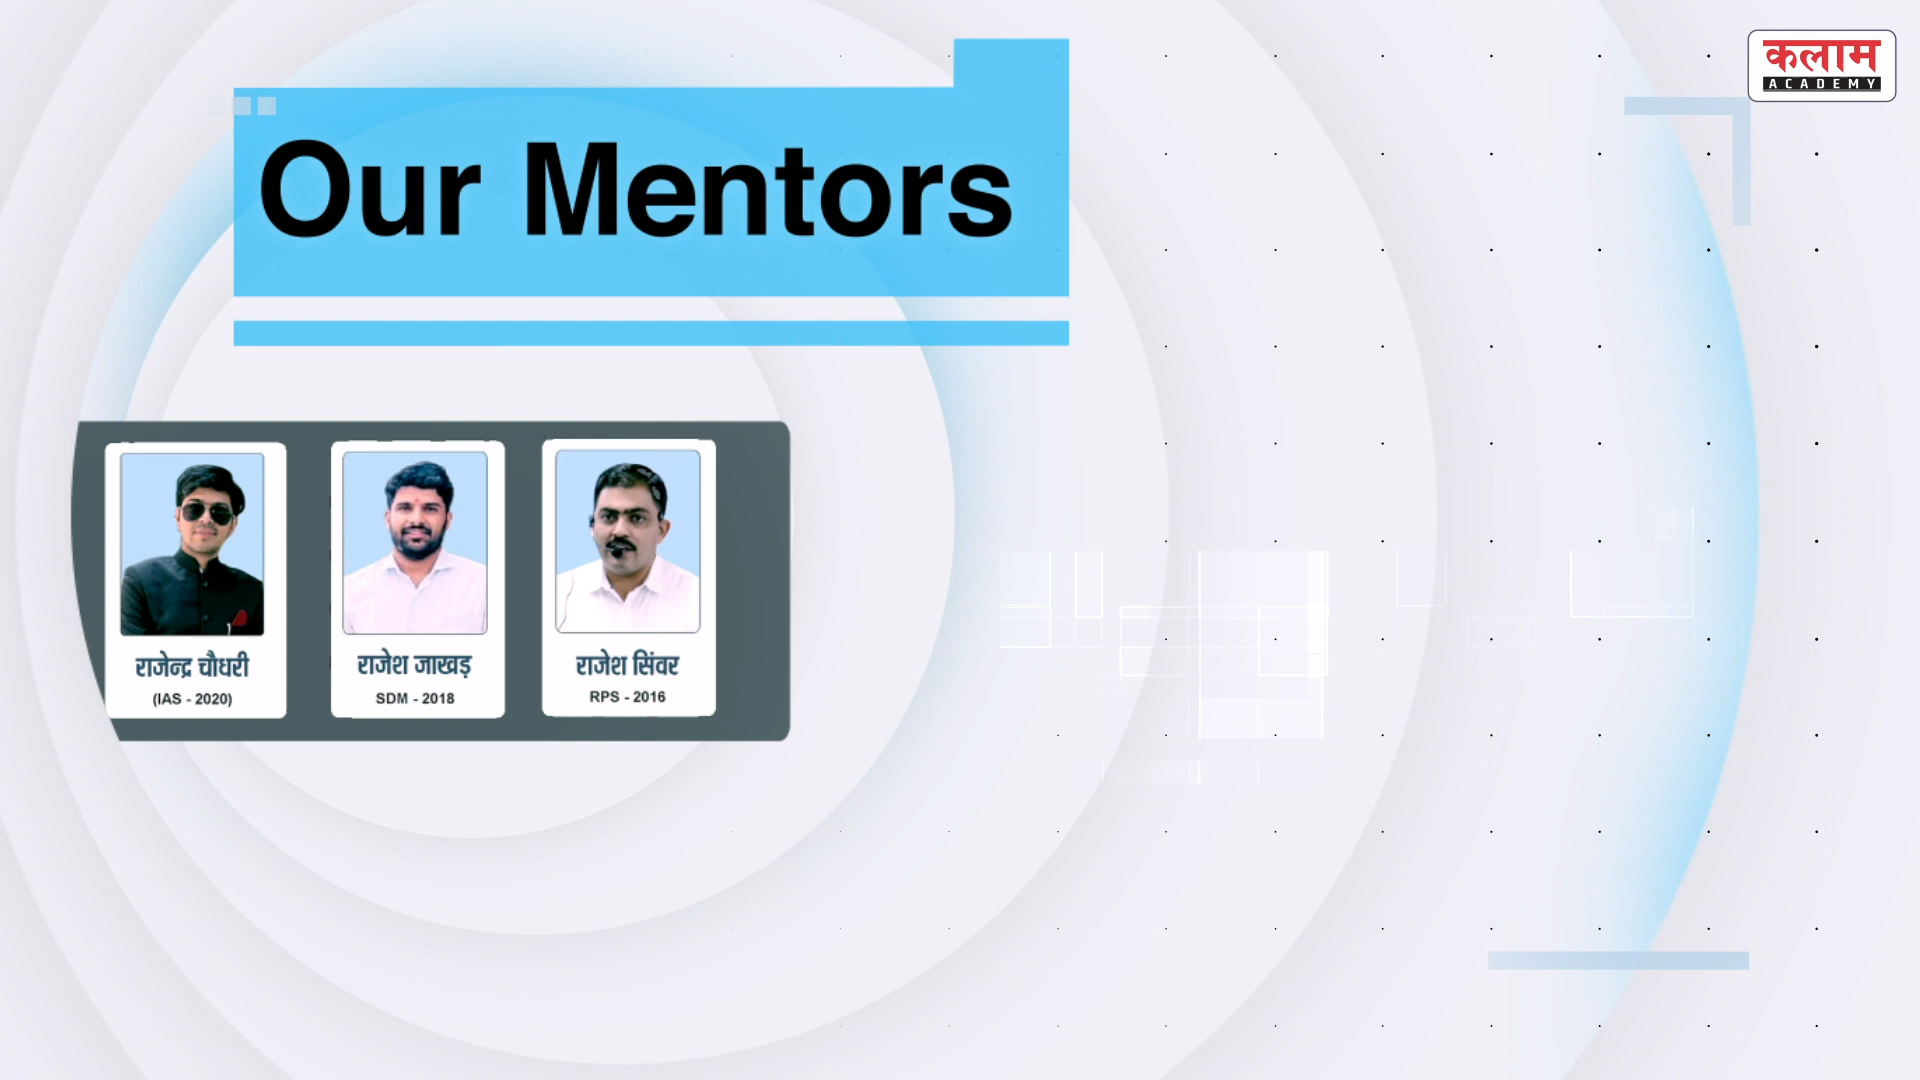 कलाम
ACADEMY
Our Mentors
राजेन्द्र चौधरी
(IAS - 2020)
राजेश जाखड़
SDM - 2018
राजेश सिंवर
RPS - 2016